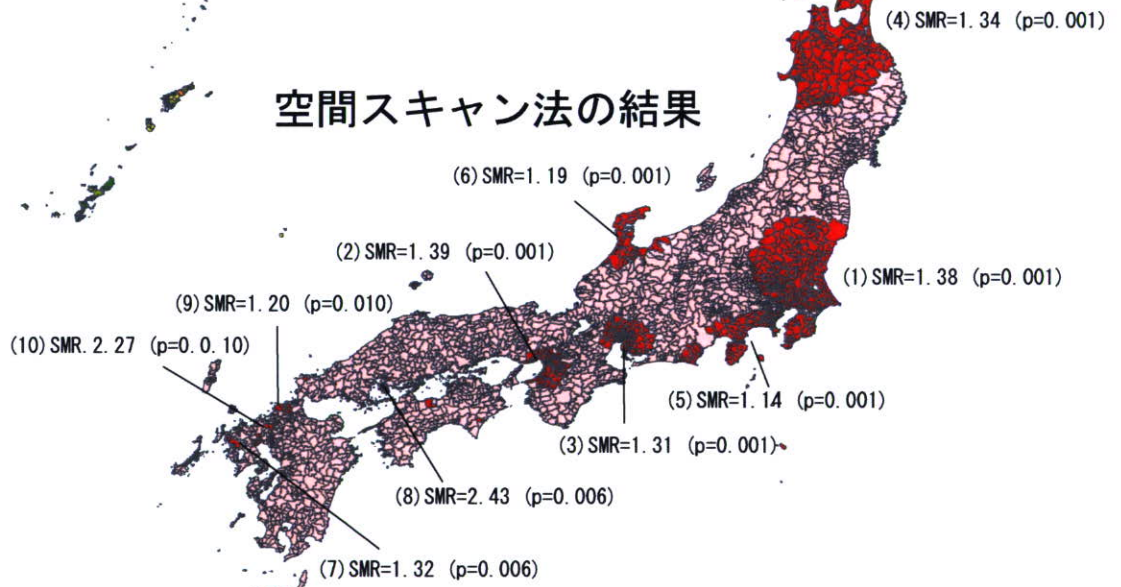 (4) SMR=1.34 (p=0.001)
空間スキャン法の結果
(6) SMR=1.19 (p=0.001)
(2) SMR=1.39 (p=0.001)
(1) SMR=1.38 (p=0.001)
(9) SMR=1.20 (p=0.010)
(10) SMR.2.27 (p=0.0.10)
(5) SMR=1.14 (p=0.001)
(3) SMR=1.31 (p=0.001)
(8) SMR=2.43 (p=0.006)
(7) SMR=1.32 (p=0.006)